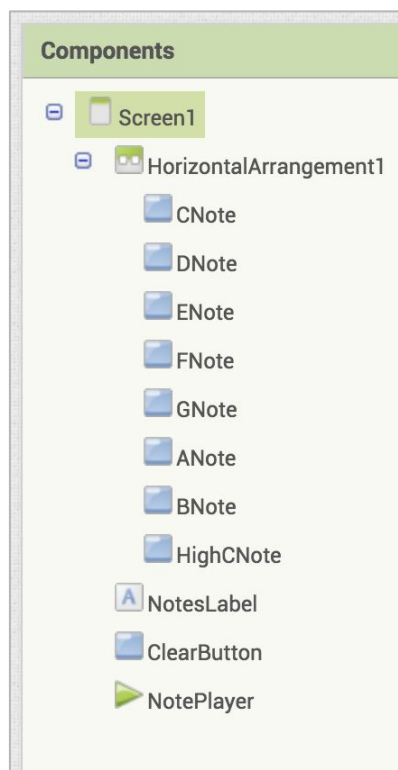 Components
Screen1
HorizontalArrangement1
CNote
DNote
ENote
FNote
GNote
ANote
BNote
HighCNote
A NotesLabel
ClearButton
NotePlayer